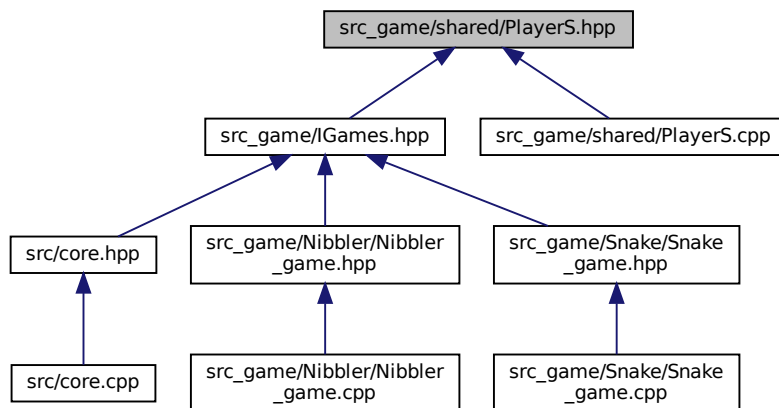 src_game/shared/PlayerS.hpp
src_game/IGames.hpp
src_game/shared/PlayerS.cpp
src/core.hpp
src_game/Nibbler/Nibbler
_game.hpp
src_game/Snake/Snake
_game.hpp
src/core.cpp
src_game/Nibbler/Nibbler
_game.cpp
src_game/Snake/Snake
_game.cpp